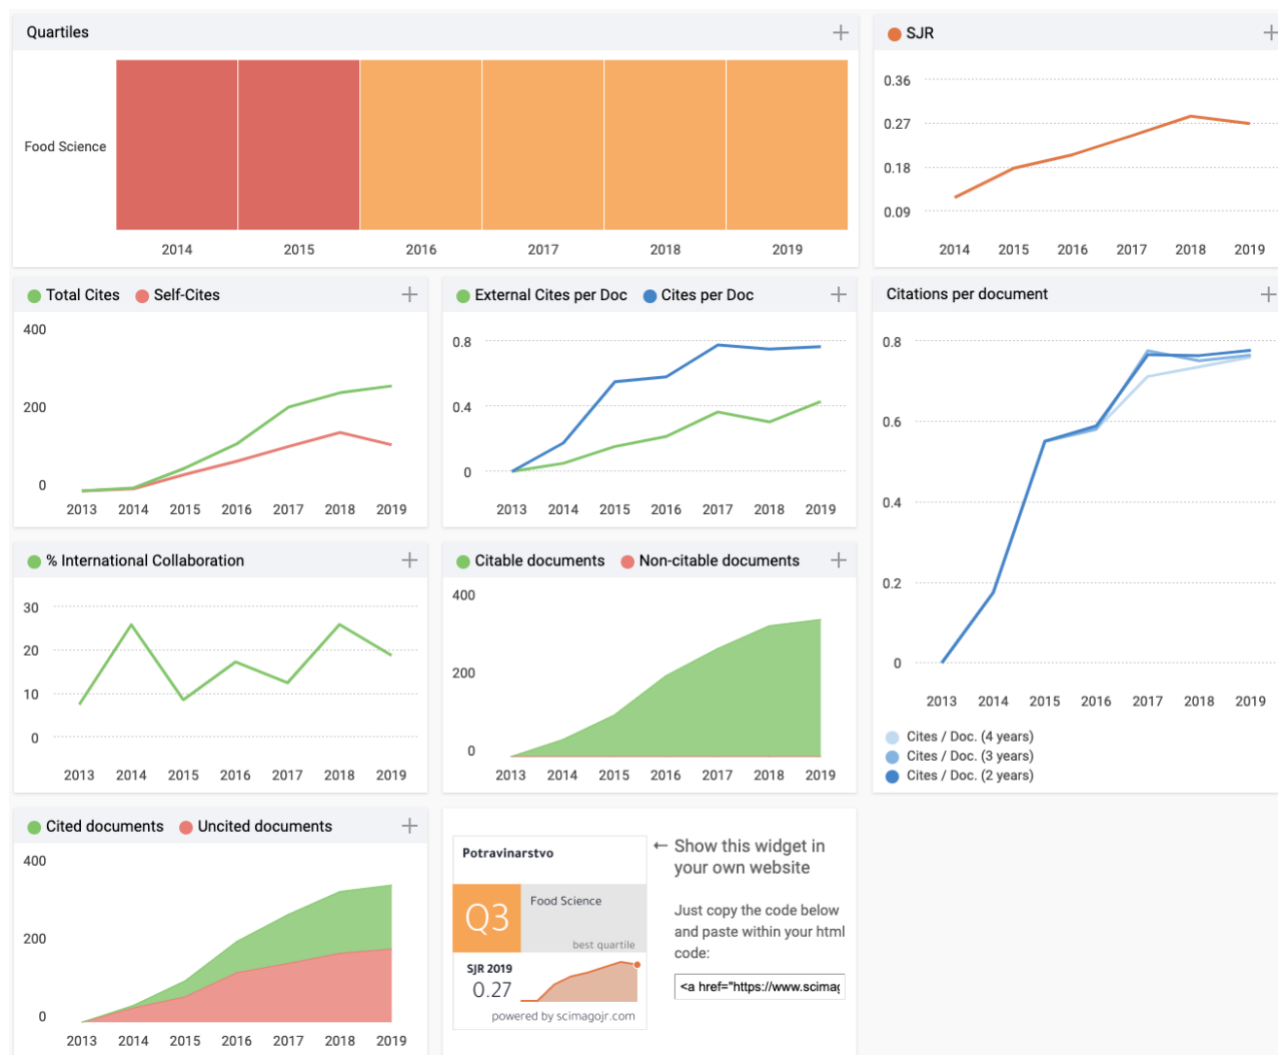 Quartiles
Food Science
2014 2015 2016 2017 2018 2019
SJR
0.36
0.27
0.18
0.09
2014 2015 2016 2017 2018 2019
Total Cites Self-Cites
400
200
0
2013 2014 2015 2016 2017 2018 2019
External Cites per Doc Cites per Doc
0.8
0.4
0
2013 2014 2015 2016 2017 2018 2019
Citations per document
0.8
0.6
0.4
0.2
0
2013 2014 2015 2016 2017 2018 2019
Cites / Doc. (4 years)
Cites / Doc. (3 years)
Cites / Doc. (2 years)
% International Collaboration
30
20
10
0
2013 2014 2015 2016 2017 2018 2019
Citable documents Non-citable documents
400
200
0
2013 2014 2015 2016 2017 2018 2019
Cited documents Uncited documents
400
200
0
2013 2014 2015 2016 2017 2018 2019
Potravinarstvo
Q3
Food Science
best quartile
SJR 2019
0.27
powered by scimagojr.com
← Show this widget in
your own website
Just copy the code below
and paste within your html
code:
<a href="https://www.scimag